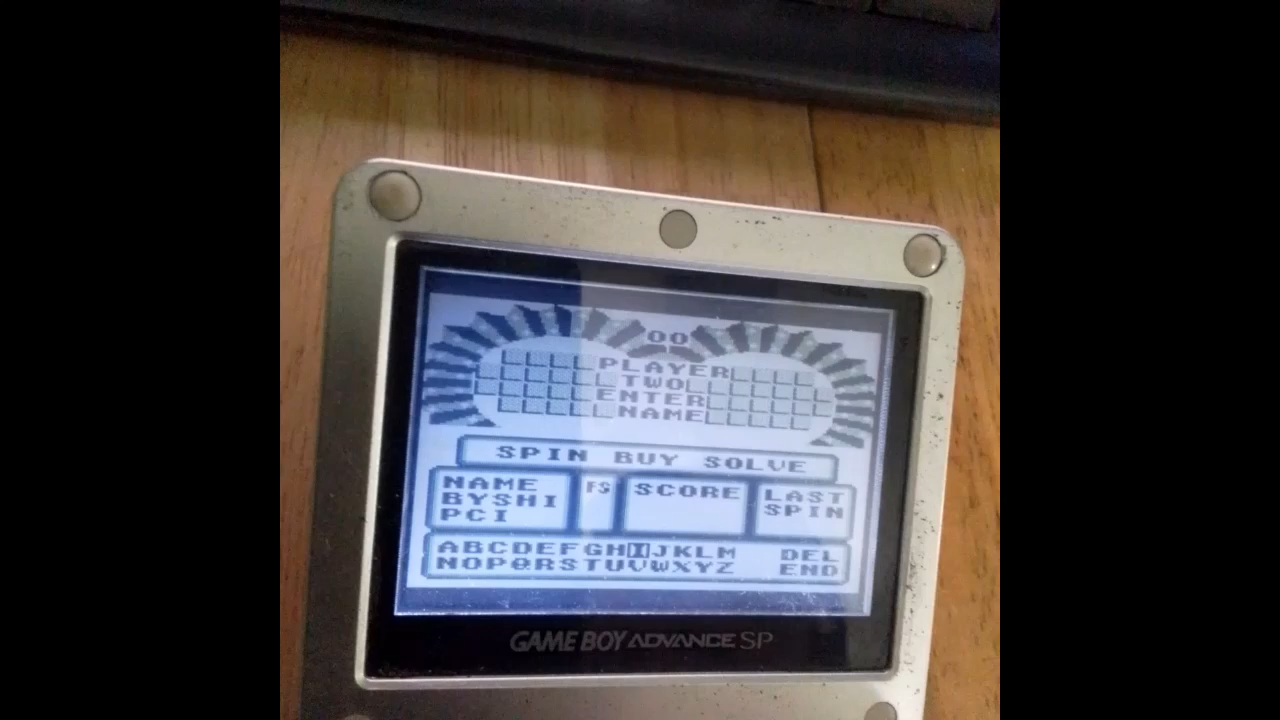 00
PLAYER
TWO
ENTER
NAME
SPIN BUY SOLVE
NAME FS SCORE LAST
BYSHI SPIN
PCI
ABCDEFGHIJKLM DEL
NOPQRSTUVWXYZ END
GAME BOY ADVANCE SP